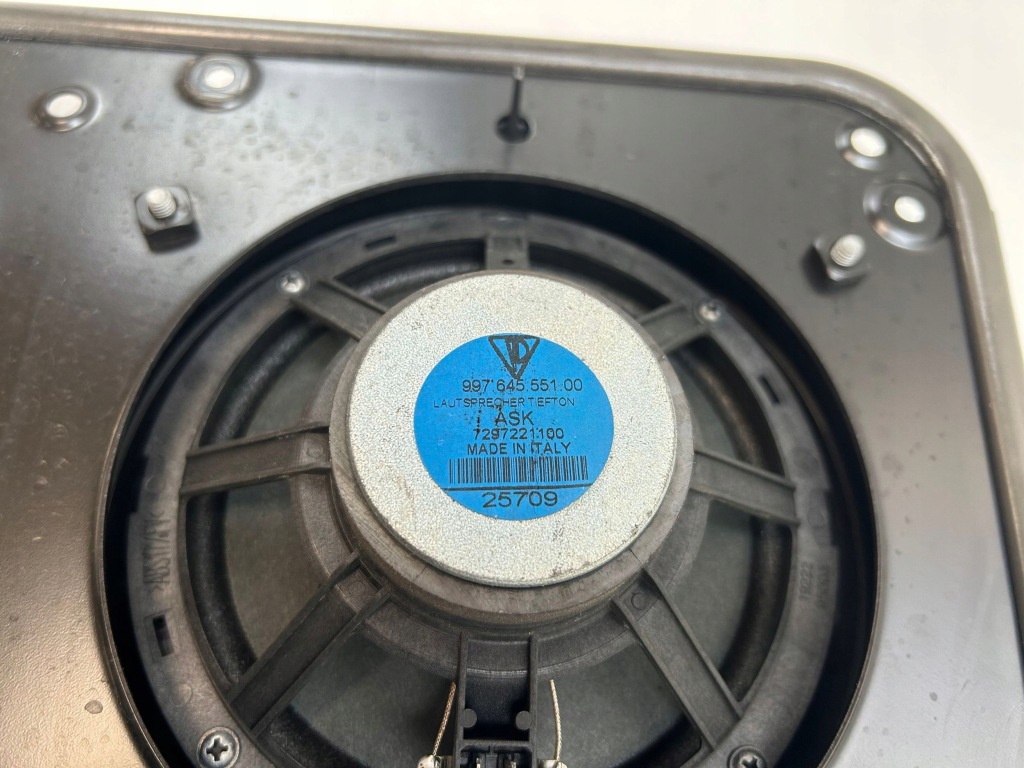 997.645.551.00
LAUTSPRECHER TIEFTON
ASK
7297221100
MADE IN ITALY
25709